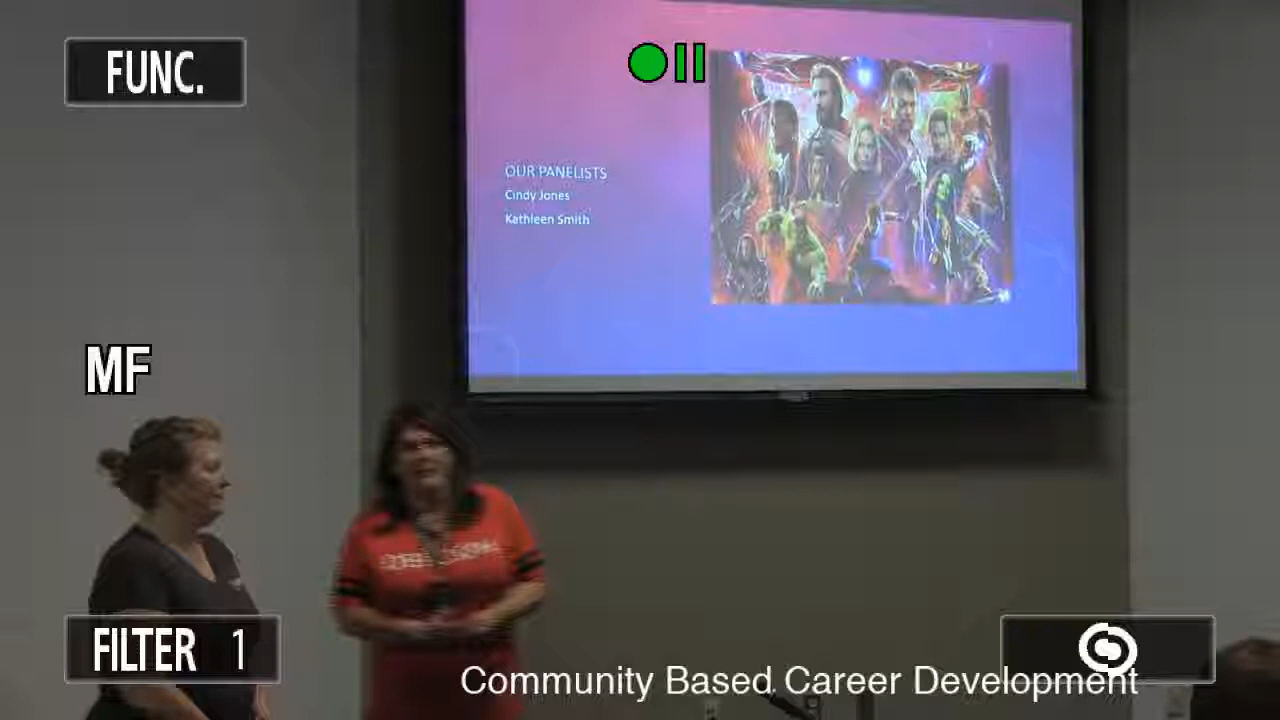 FUNC.
OUR PANELISTS
Cindy Jones
Kathleen Smith
MF
FILTER 1
Community Based Career Development